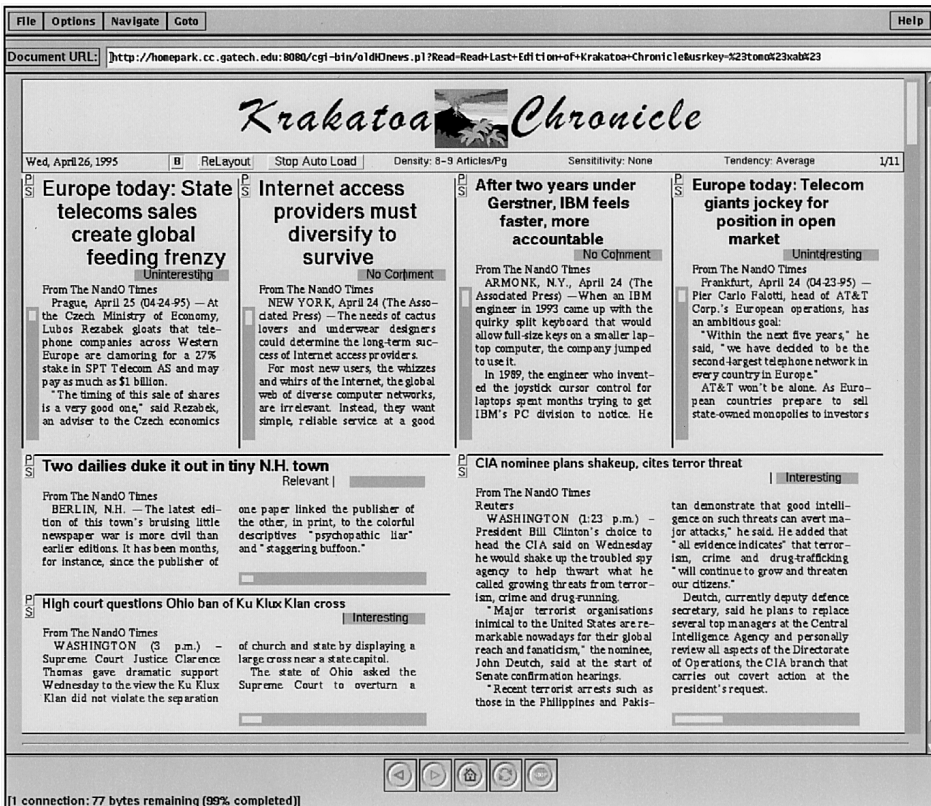 File Options Navigate Goto Help
Document URL: http://homepark.cc.gatech.edu:8080/cgi-bin/oldHJnews.pl?Read=Read+Last+Edition+of+Krakatoa+Chronicle&usrkey=%23tomo%23xab%23
Krakatoa Chronicle
Wed, April 26, 1995 B ReLayout Stop Auto Load Density: 8-9 Articles/Pg Sensitivity: None Tendency: Average 1/11
P
S
Europe today: State
telecoms sales
create global
feeding frenzy
Uninteresting
From The NandO Times
Prague, April 25 (04-24-95) — At
the Czech Ministry of Economy,
Lubos Rezabek gloats that tele-
phone companies across Western
Europe are clamoring for a 27%
stake in SPT Telecom AS and may
pay as much as $1 billion.
"The timing of this sale of shares
is a very good one," said Rezabek,
an adviser to the Czech economics
P
S
Internet access
providers must
diversify to
survive
No Comment
From The NandO Times
NEW YORK, April 24 (The Asso-
ciated Press) — The needs of cactus
lovers and underwear designers
could determine the long-term suc-
cess of Internet access providers.
For most new users, the whizzes
and whirs of the Internet, the global
web of diverse computer networks,
are irrelevant. Instead, they want
simple, reliable service at a good
P
S
After two years under
Gerstner, IBM feels
faster, more
accountable
No Comment
From The NandO Times
ARMONK, N.Y., April 24 (The
Associated Press) — When an IBM
engineer in 1993 came up with the
quirky split keyboard that would
allow full-size keys on a smaller lap-
top computer, the company jumped
to use it.
In 1989, the engineer who invent-
ed the joystick cursor control for
laptops spent months trying to get
IBM's PC division to notice. He
P
S
Europe today: Telecom
giants jockey for
position in open
market
Uninteresting
From The NandO Times
Frankfurt, April 24 (04-23-95) —
Pier Carlo Falotti, head of AT&T
Corp.'s European operations, has
an ambitious goal:
"Within the next five years," he
said, "we have decided to be the
second-largest telephone network in
every country in Europe."
AT&T won't be alone. As Euro-
pean countries prepare to sell
state-owned monopolies to investors
P
S
Two dailies duke it out in tiny N.H. town
Relevant
From The NandO Times
BERLIN, N.H. — The latest edi-
tion of this town's bruising little
newspaper war is more civil than
earlier editions. It has been months,
for instance, since the publisher of
one paper linked the publisher of
the other, in print, to the colorful
descriptives "psychopathic liar"
and "staggering buffoon."
P
S
High court questions Ohio ban of Ku Klux Klan cross
Interesting
From The NandO Times
WASHINGTON (3 p.m.) –
Supreme Court Justice Clarence
Thomas gave dramatic support
Wednesday to the view the Ku Klux
Klan did not violate the separation
of church and state by displaying a
large cross near a state capitol.
The state of Ohio asked the
Supreme Court to overturn a
P
S
CIA nominee plans shakeup, cites terror threat
Interesting
From The NandO Times
Reuters
WASHINGTON (1:23 p.m.) –
President Bill Clinton's choice to
head the CIA said on Wednesday
he would shake up the troubled spy
agency to help thwart what he
called growing threats from terror-
ism, crime and drug-running.
"Major terrorist organisations
inimical to the United States are re-
markable nowadays for their global
reach and fanaticism," the nominee,
John Deutch, said at the start of
Senate confirmation hearings.
"Recent terrorist arrests such as
those in the Philippines and Pakis-
tan demonstrate that good intelli-
gence on such threats can avert ma-
jor attacks," he said. He added that
"all evidence indicates" that terror-
ism, crime and drug-trafficking
"will continue to grow and threaten
our citizens."
Deutch, currently deputy defence
secretary, said he plans to replace
several top managers at the Central
Intelligence Agency and personally
review all aspects of the Directorate
of Operations, the CIA branch that
carries out covert action at the
president's request.
[1 connection: 77 bytes remaining (99% completed)]